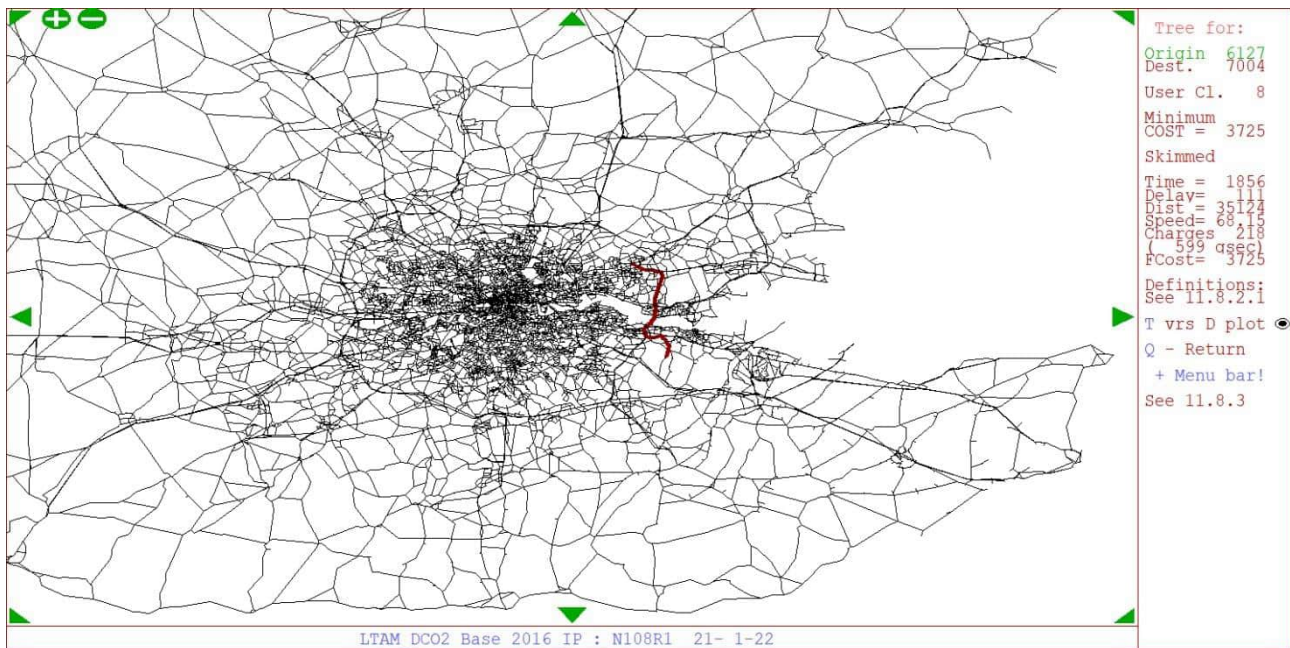 Tree for:
Origin 6127
Dest. 7004
User Cl. 8
Minimum
COST = 3725
Skimmed
Time = 1856
Delay= 111
Dist = 35124
Speed= 68.15
Charges 218
( 599 qsec)
FCost= 3725
Definitions:
See 11.8.2.1
T vrs D plot
Q - Return
+ Menu bar!
See 11.8.3
LTAM DCO2 Base 2016 IP : N108R1 21- 1-22